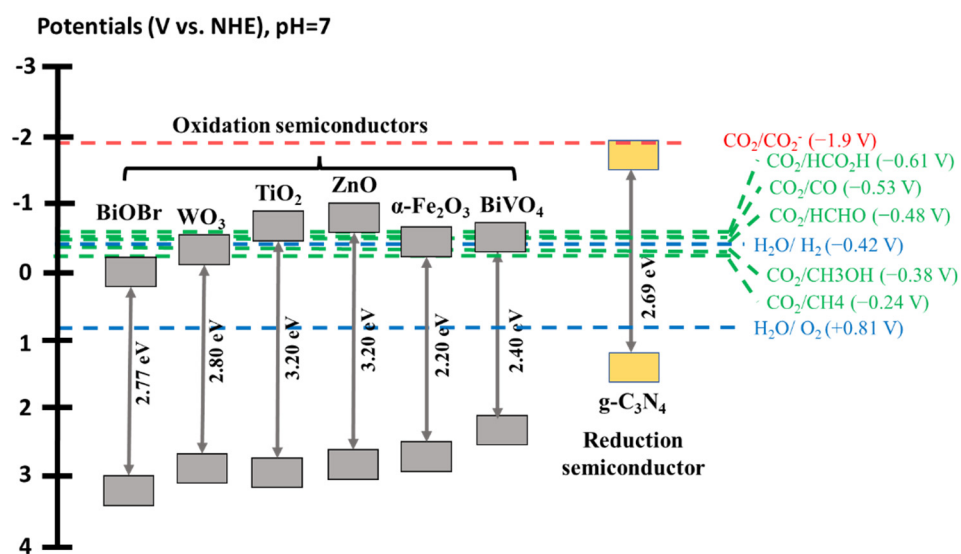 Potentials (V vs. NHE), pH=7
-3
-2
-1
0
1
2
3
4
Oxidation semiconductors
BiOBr
WO₃
TiO₂
ZnO
α-Fe₂O₃
BiVO₄
2.77 eV
2.80 eV
3.20 eV
3.20 eV
2.20 eV
2.40 eV
2.69 eV
g-C₃N₄
Reduction
semiconductor
CO₂/CO₂⁻ (−1.9 V)
CO₂/HCO₂H (−0.61 V)
CO₂/CO (−0.53 V)
CO₂/HCHO (−0.48 V)
H₂O/ H₂ (−0.42 V)
CO₂/CH3OH (−0.38 V)
CO₂/CH4 (−0.24 V)
H₂O/ O₂ (+0.81 V)